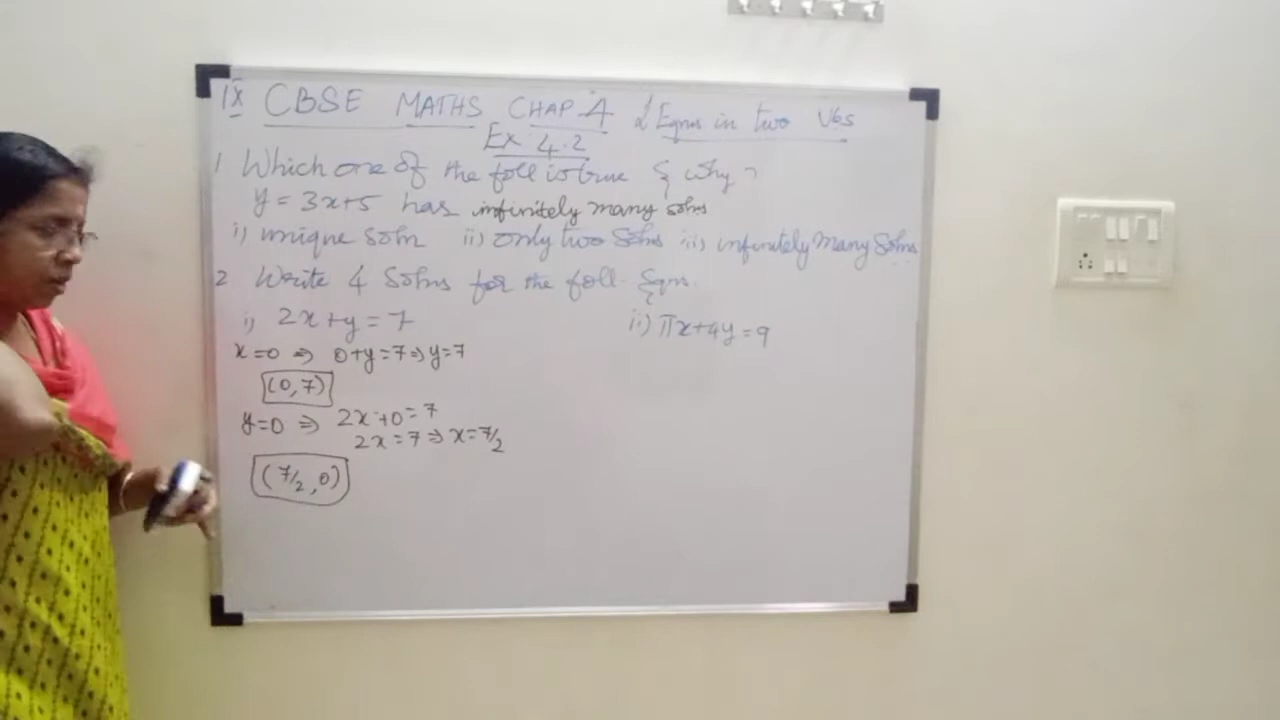 IX CBSE MATHS CHAP 4 L Eqns in two Vbs
Ex 4.2
1 Which one of the foll is true & why ?
y = 3x+5 has infinitely many solns
i) unique soln ii) only two Solns iii) infinitely many Solns
2 Write 4 Solns for the foll. Eqns.
i) 2x+y=7 ii) πx+4y=9
x=0 ⇒ 0+y=7⇒y=7
(0,7)
y=0 ⇒ 2x+0=7
2x=7⇒x=7/2
(7/2,0)